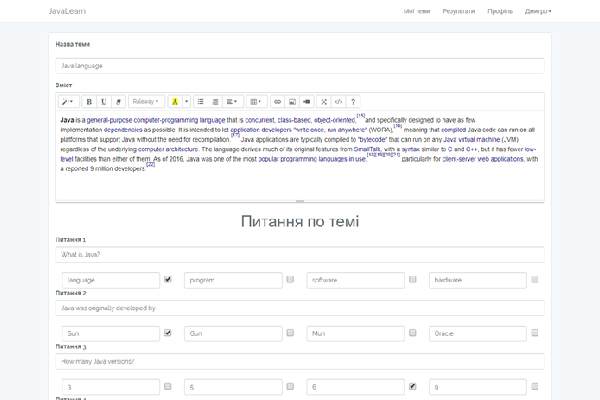 JavaLearn
Мої теми Результати Профіль Дмитро
Назва теми
Java language
Зміст
B U Raleway A
Java is a general-purpose computer-programming language that is concurrent, class-based, object-oriented,[15] and specifically designed to have as few
implementation dependencies as possible. It is intended to let application developers "write once, run anywhere" (WORA),[16] meaning that compiled Java code can run on all
platforms that support Java without the need for recompilation.[17] Java applications are typically compiled to "bytecode" that can run on any Java virtual machine (JVM)
regardless of the underlying computer architecture. The language derives much of its original features from SmallTalk, with a syntax similar to C and C++, but it has fewer low-
level facilities than either of them. As of 2016, Java was one of the most popular programming languages in use,[18][19][20][21] particularly for client-server web applications, with
a reported 9 million developers.[22]
Питання по темі
Питання 1
What is Java?
language program software hardware
Питання 2
Java was originally developed by
Sun Gun Mun Oracle
Питання 3
How many Java versions?
3 5 6 9